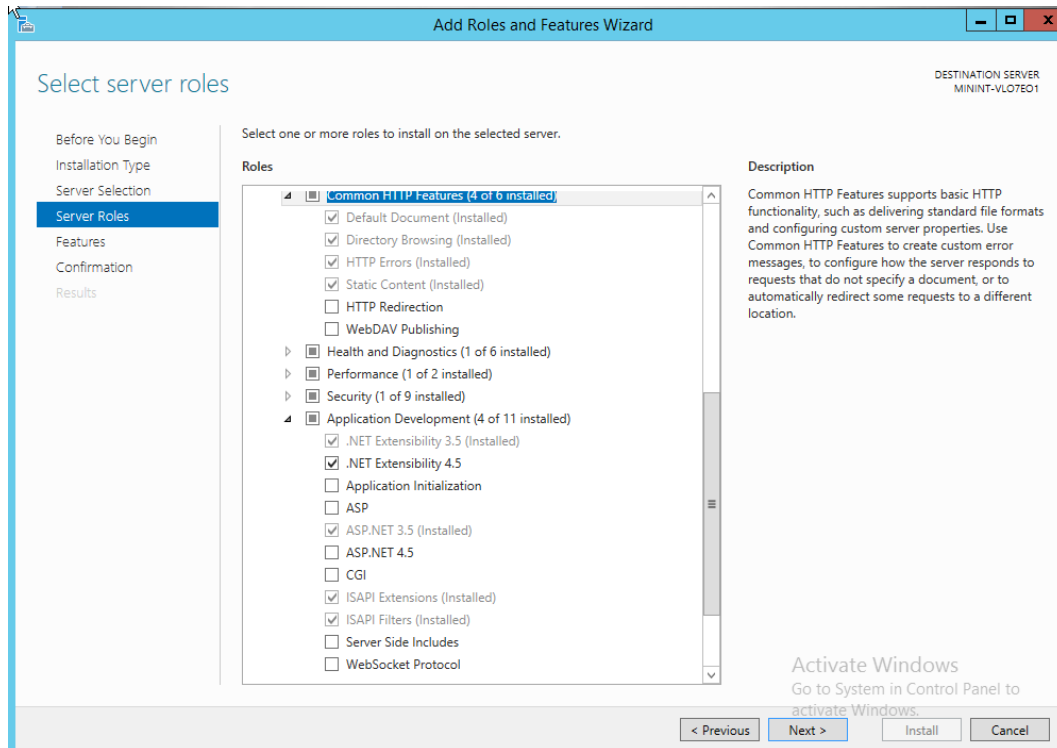 Add Roles and Features Wizard
Select server roles
DESTINATION SERVER
MININT-VLO7EO1
Before You Begin
Installation Type
Server Selection
Server Roles
Features
Confirmation
Results
Select one or more roles to install on the selected server.
Roles
Common HTTP Features (4 of 6 installed)
Default Document (Installed)
Directory Browsing (Installed)
HTTP Errors (Installed)
Static Content (Installed)
HTTP Redirection
WebDAV Publishing
Health and Diagnostics (1 of 6 installed)
Performance (1 of 2 installed)
Security (1 of 9 installed)
Application Development (4 of 11 installed)
.NET Extensibility 3.5 (Installed)
.NET Extensibility 4.5
Application Initialization
ASP
ASP.NET 3.5 (Installed)
ASP.NET 4.5
CGI
ISAPI Extensions (Installed)
ISAPI Filters (Installed)
Server Side Includes
WebSocket Protocol
Description
Common HTTP Features supports basic HTTP
functionality, such as delivering standard file formats
and configuring custom server properties. Use
Common HTTP Features to create custom error
messages, to configure how the server responds to
requests that do not specify a document, or to
automatically redirect some requests to a different
location.
Activate Windows
Go to System in Control Panel to
activate Windows.
< Previous
Next >
Install
Cancel